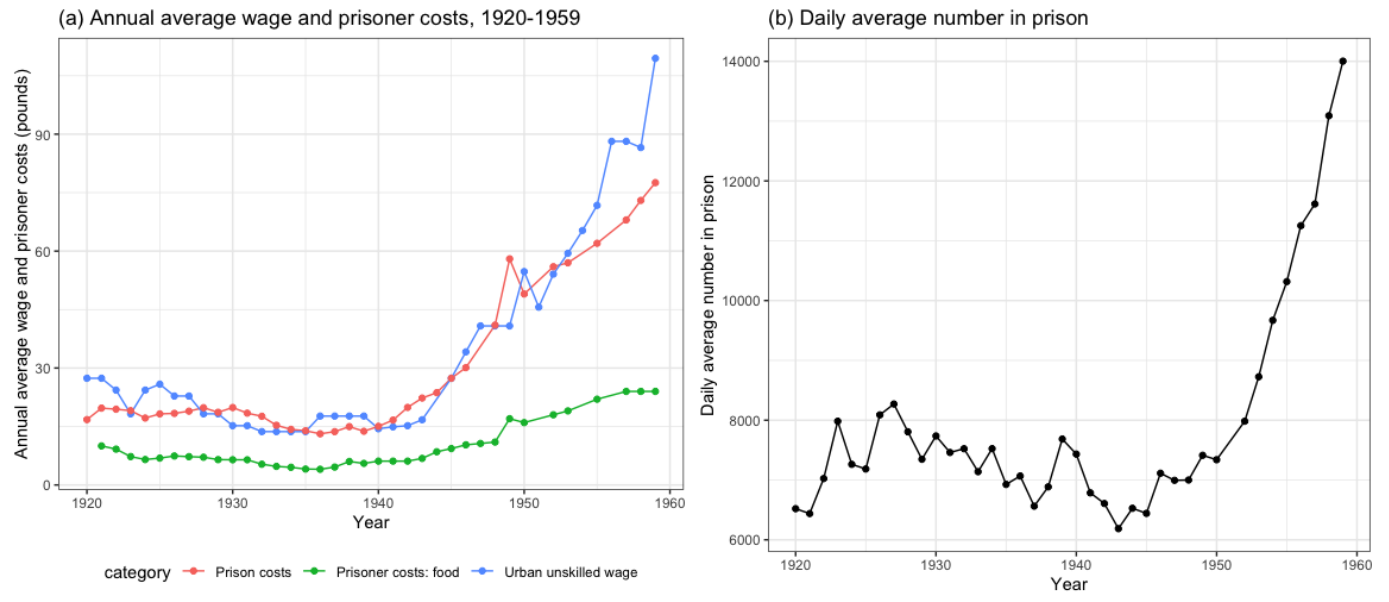 (a) Annual average wage and prisoner costs, 1920-1959
Annual average wage and prisoner costs (pounds)
90
60
30
0
1920 1930 1940 1950 1960
Year
category Prison costs Prisoner costs: food Urban unskilled wage
(b) Daily average number in prison
Daily average number in prison
14000
12000
10000
8000
6000
1920 1930 1940 1950 1960
Year